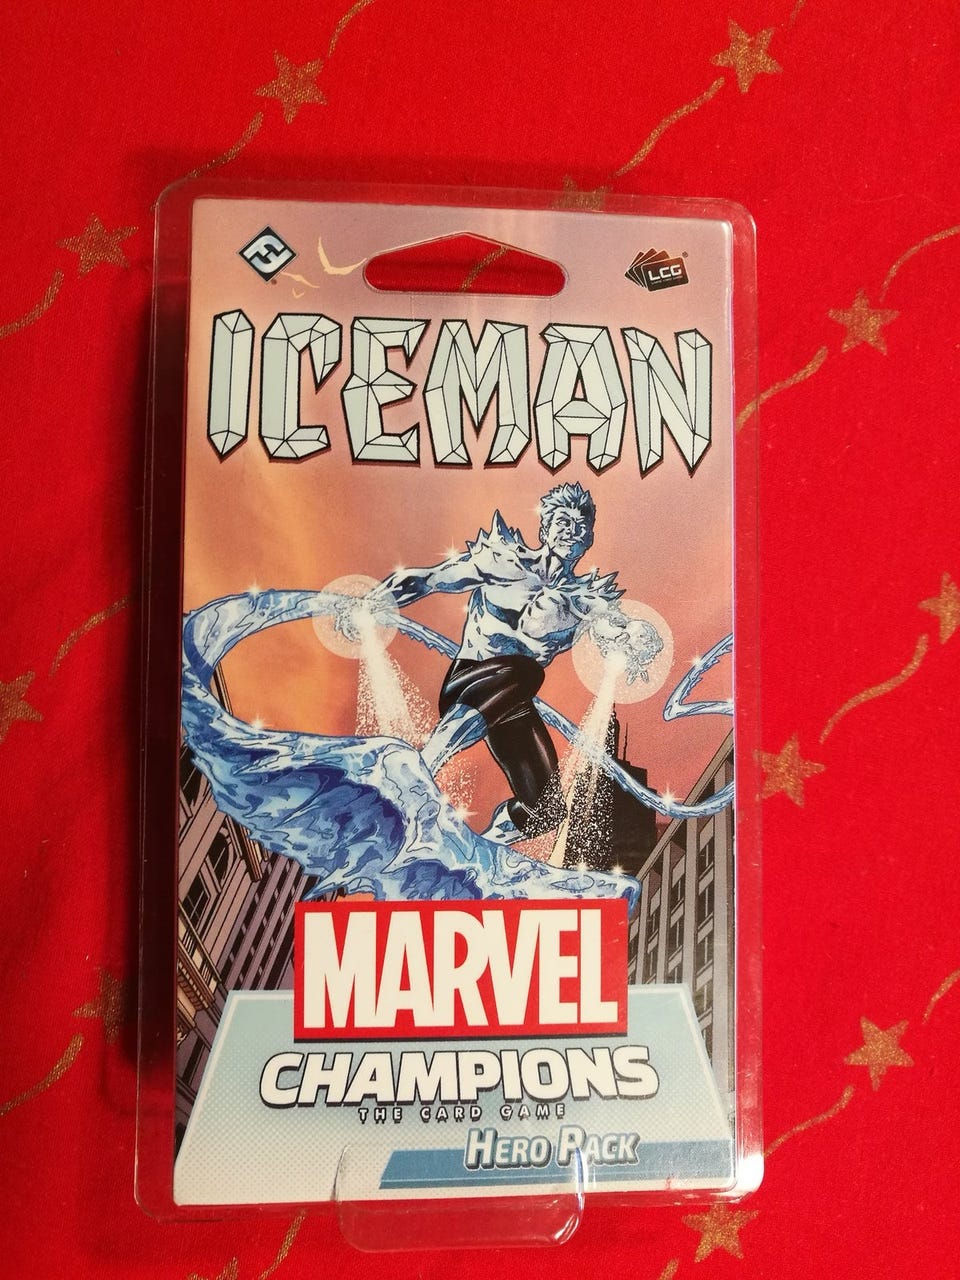 LCG
ICEMAN
MARVEL
CHAMPIONS
THE CARD GAME
HERO PACK